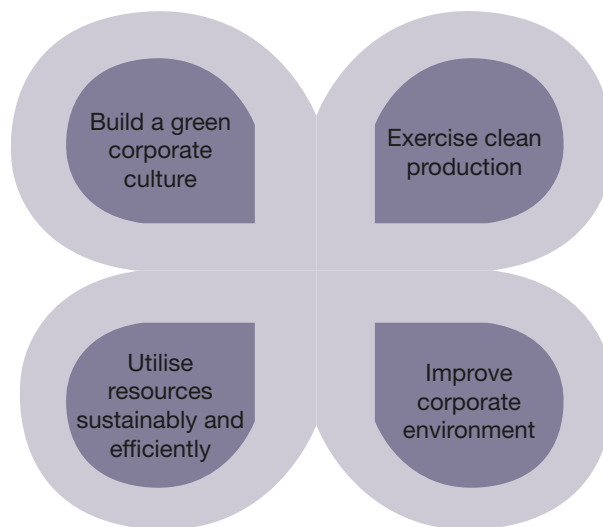 Build a green
corporate
culture
Exercise clean
production
Utilise
resources
sustainably and
efficiently
Improve
corporate
environment